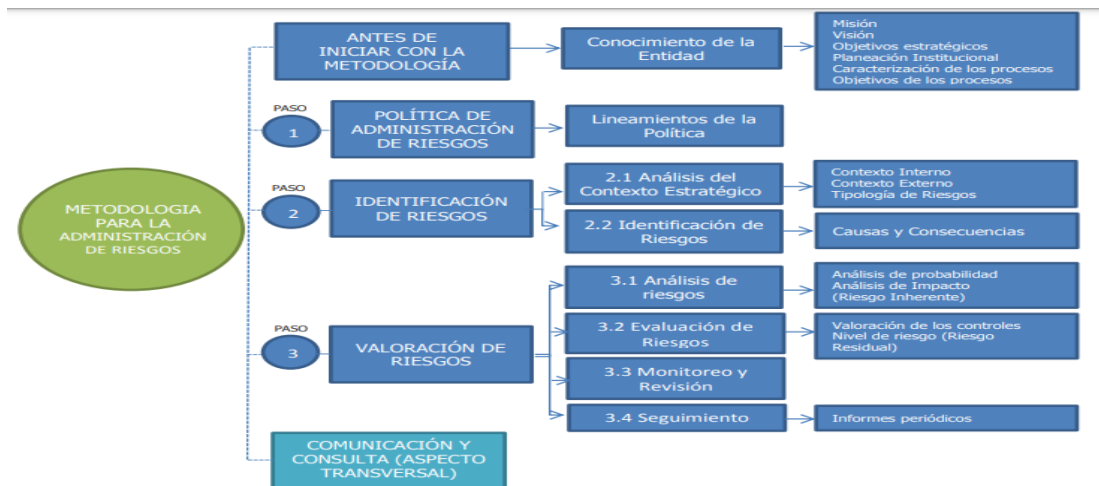 METODOLOGIA
PARA LA
ADMINISTRACIÓN
DE RIESGOS
ANTES DE
INICIAR CON LA
METODOLOGÍA
Conocimiento de la
Entidad
Misión
Visión
Objetivos estratégicos
Planeación Institucional
Caracterización de los procesos
Objetivos de los procesos
PASO
1
POLÍTICA DE
ADMINISTRACIÓN
DE RIESGOS
Lineamientos de la
Política
PASO
2
IDENTIFICACIÓN
DE RIESGOS
2.1 Análisis del
Contexto Estratégico
Contexto Interno
Contexto Externo
Tipología de Riesgos
2.2 Identificación de
Riesgos
Causas y Consecuencias
PASO
3
VALORACIÓN DE
RIESGOS
3.1 Análisis de
riesgos
Análisis de probabilidad
Análisis de Impacto
(Riesgo Inherente)
3.2 Evaluación de
Riesgos
Valoración de los controles
Nivel de riesgo (Riesgo
Residual)
3.3 Monitoreo y
Revisión
3.4 Seguimiento
Informes periódicos
COMUNICACIÓN Y
CONSULTA (ASPECTO
TRANSVERSAL)